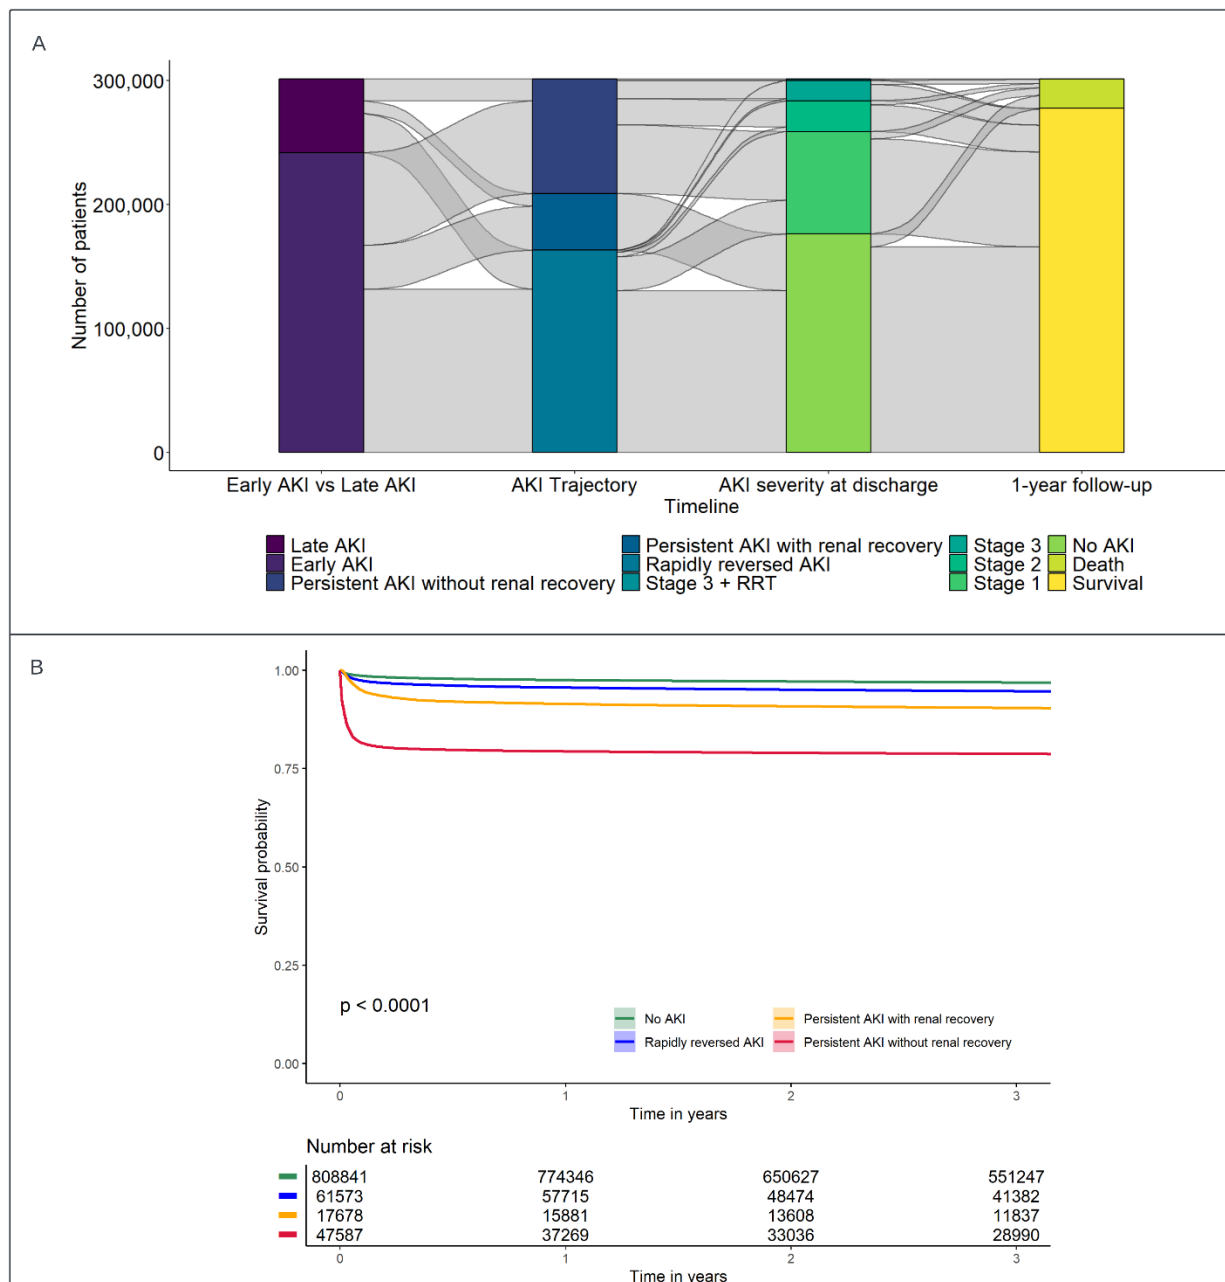 A
300,000
200,000
100,000
0
Number of patients
Early AKI vs Late AKI
AKI Trajectory
AKI severity at discharge
1-year follow-up
Timeline
Late AKI
Early AKI
Persistent AKI without renal recovery
Persistent AKI with renal recovery
Rapidly reversed AKI
Stage 3 + RRT
Stage 3
Stage 2
Stage 1
No AKI
Death
Survival
B
1.00
0.75
0.50
0.25
0.00
Survival probability
p < 0.0001
No AKI
Rapidly reversed AKI
Persistent AKI with renal recovery
Persistent AKI without renal recovery
0 1 2 3
Time in years
Number at risk
808841 774346 650627 551247
61573 57715 48474 41382
17678 15881 13608 11837
47587 37269 33036 28990
0 1 2 3
Time in years